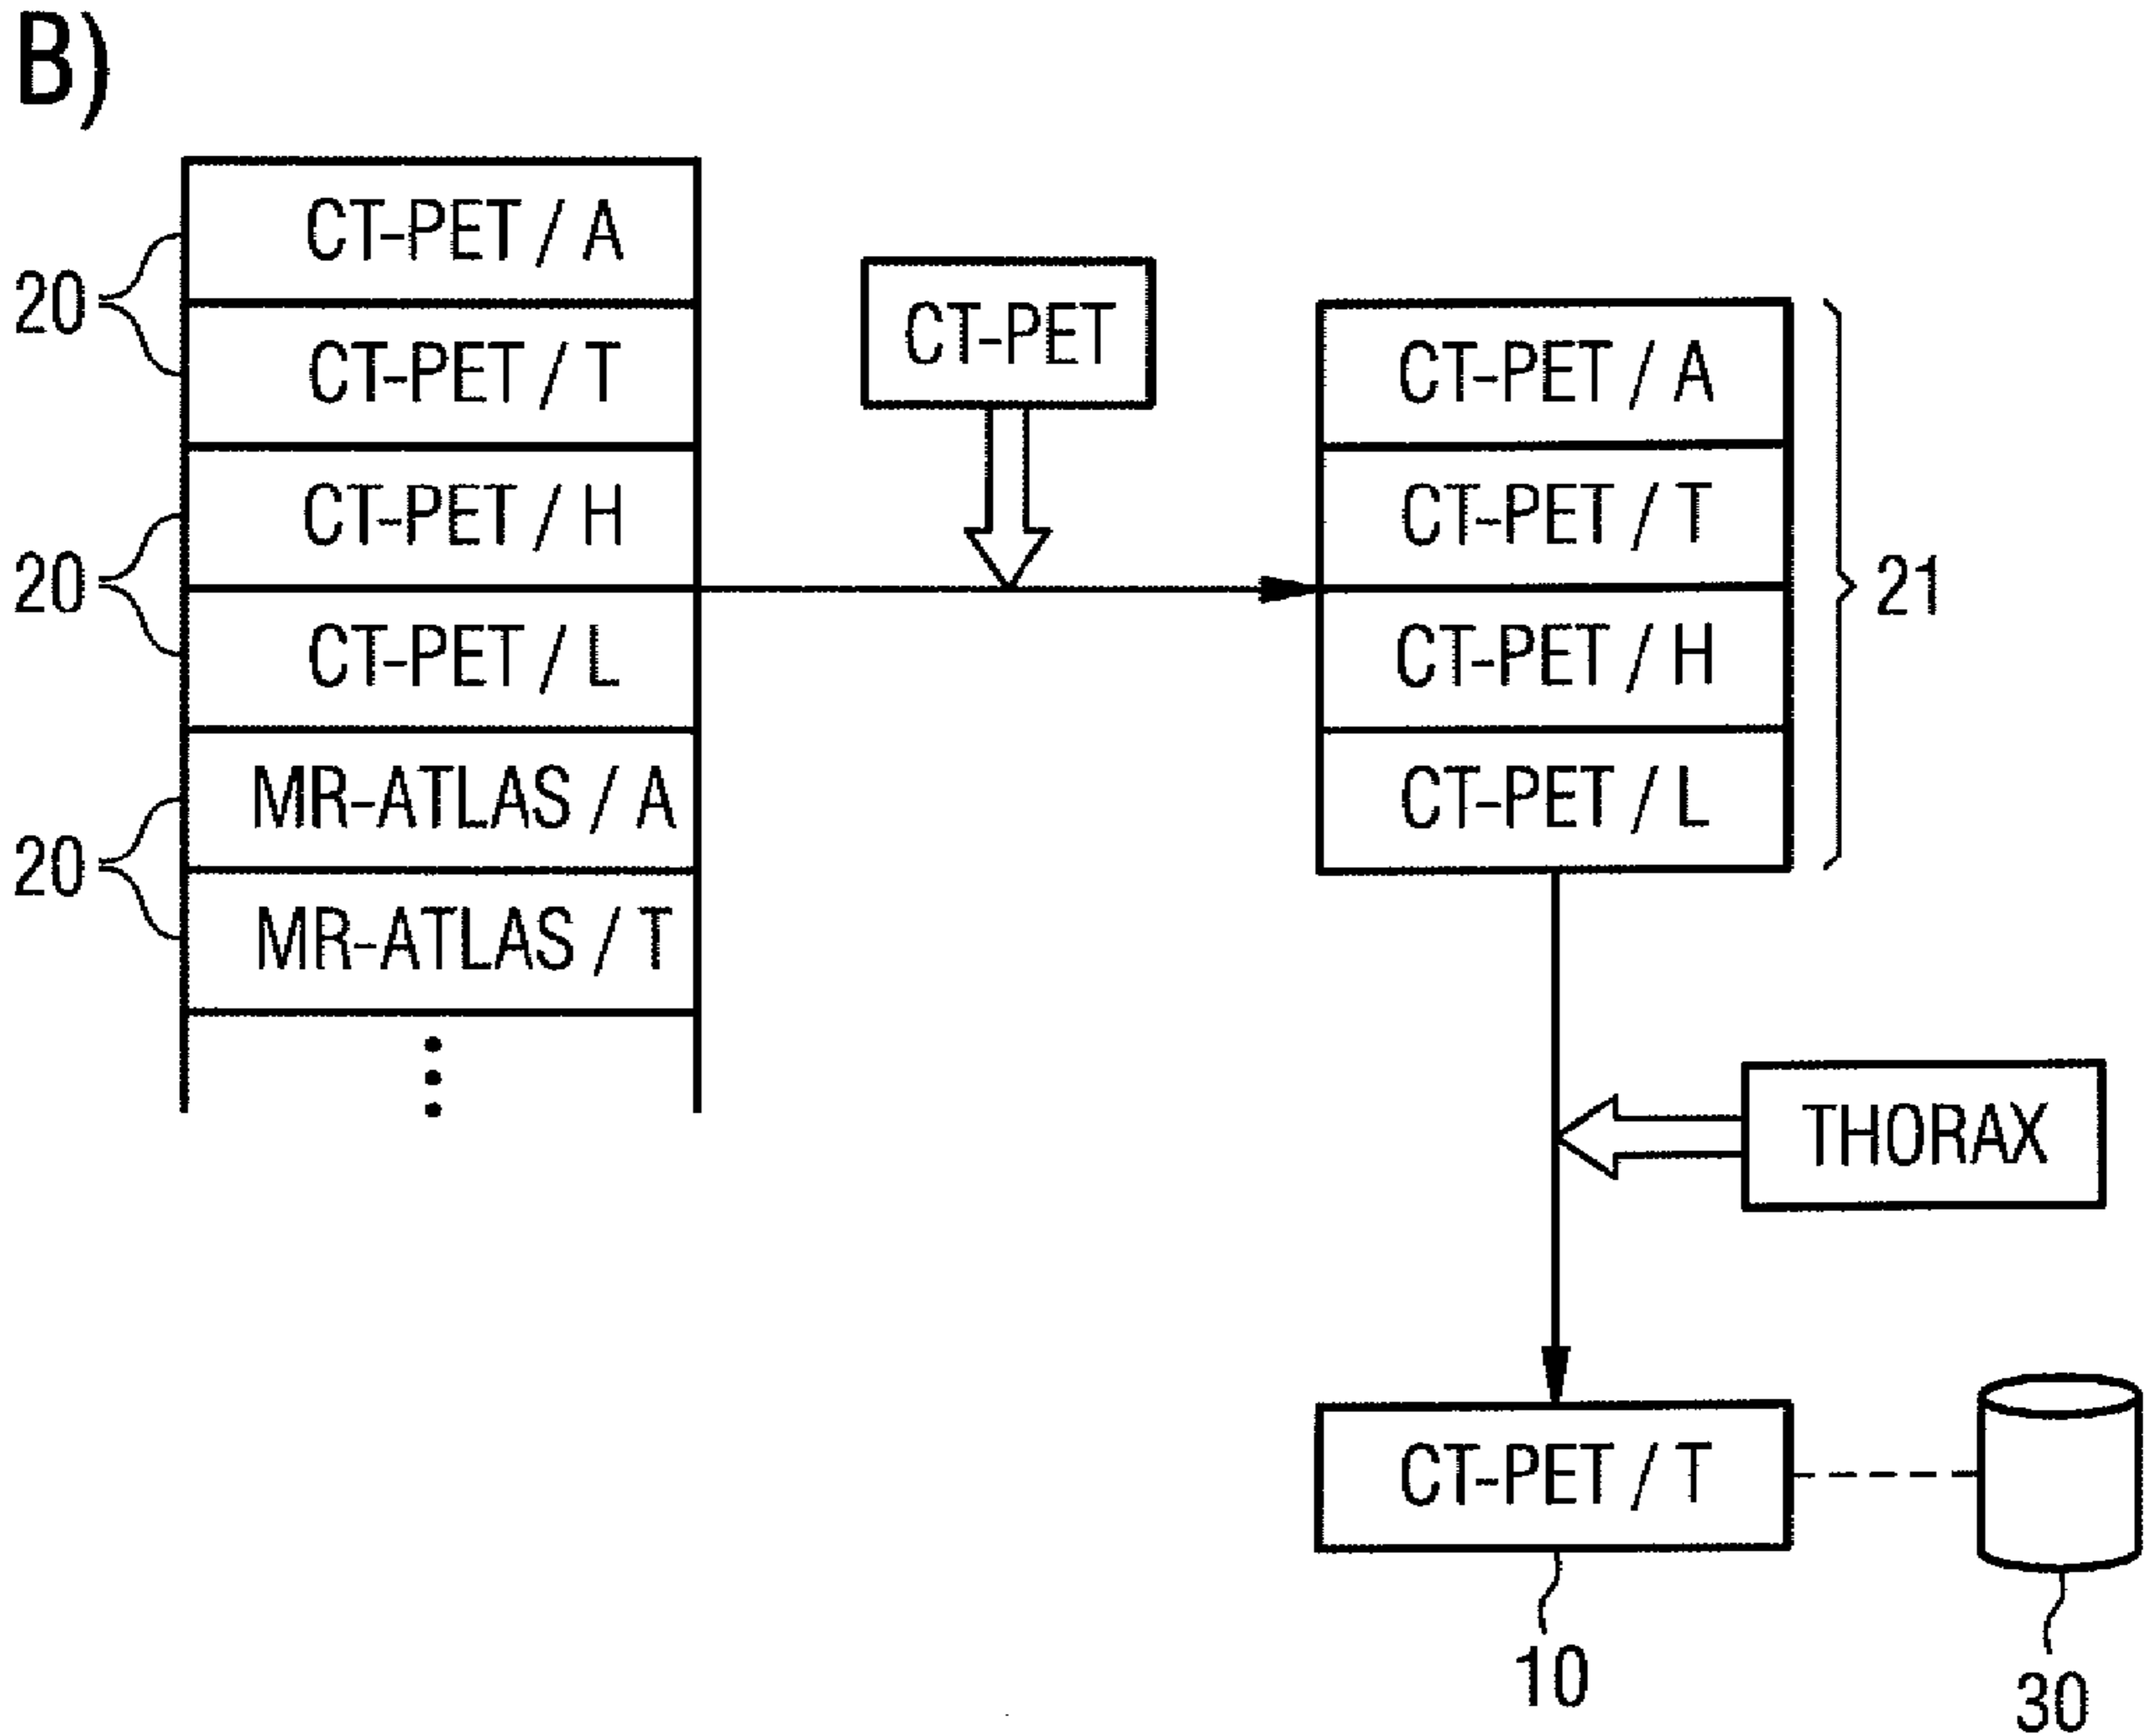 B)
20
CT-PET / A
CT-PET / T
20
CT-PET / H
CT-PET / L
20
MR-ATLAS / A
MR-ATLAS / T
CT-PET
CT-PET / A
CT-PET / T
CT-PET / H
CT-PET / L
21
THORAX
CT-PET / T
10
30